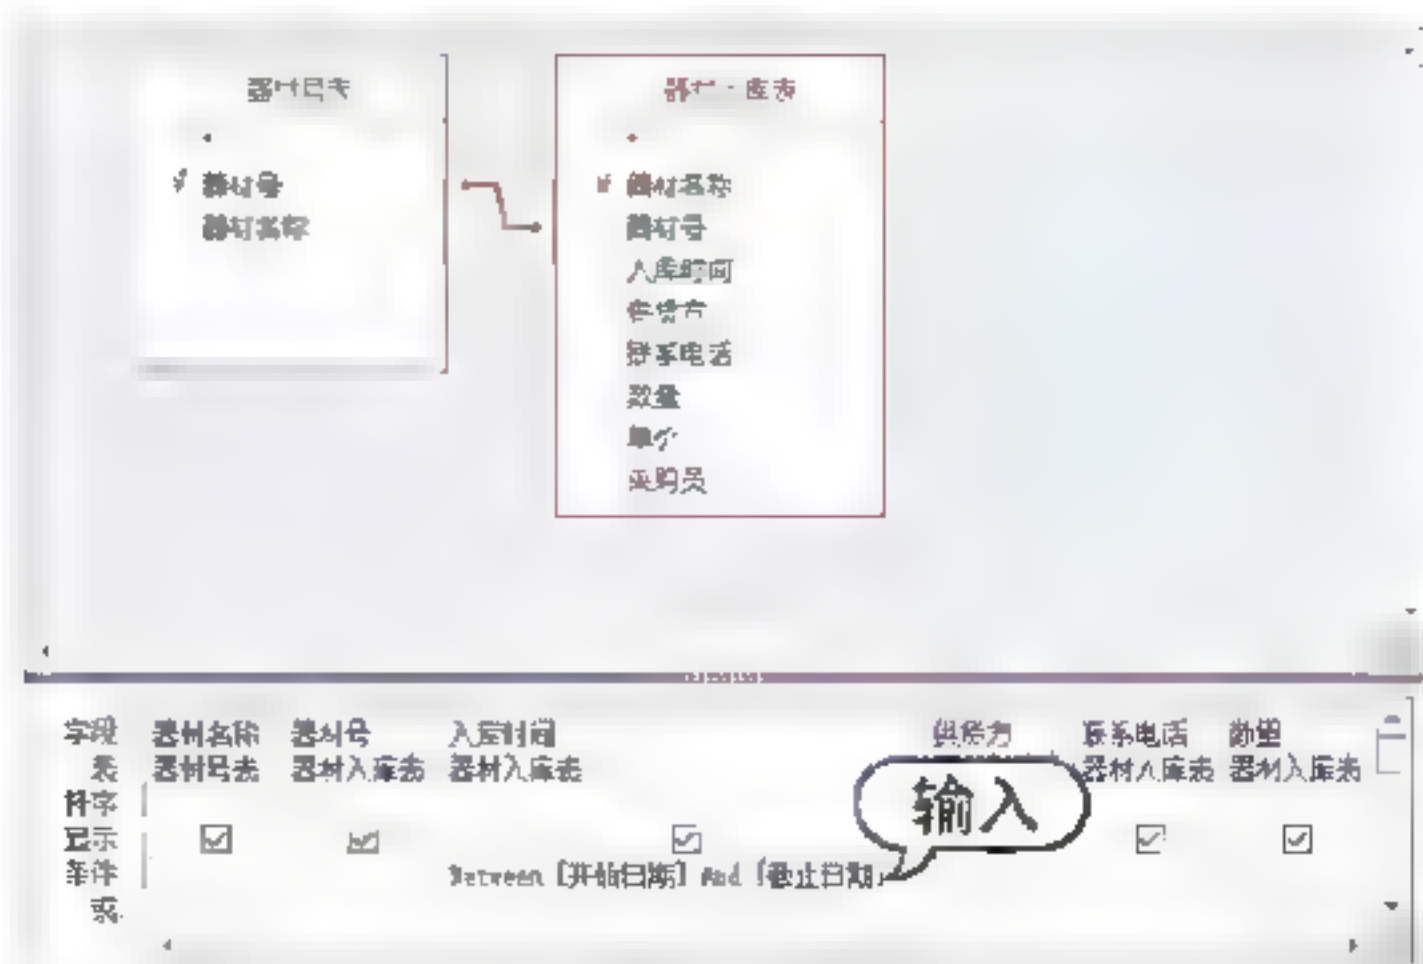 器材号表
器材号
器材名称
器材入库表
器材名称
器材号
入库时间
供货方
联系电话
数量
单价
采购员
字段 器材名称 器材号 入库时间 供货方 联系电话 数量
表 器材号表 器材入库表 器材入库表 器材入库表 器材入库表
输入
显示
条件 Between [开始日期] And [截止日期]
或